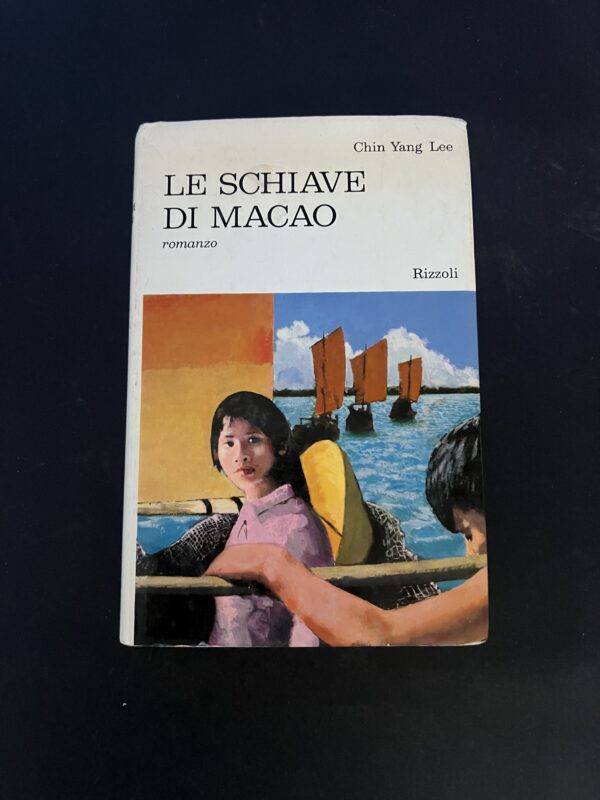 Chin Yang Lee
LE SCHIAVE
DI MACAO
romanzo
Rizzoli